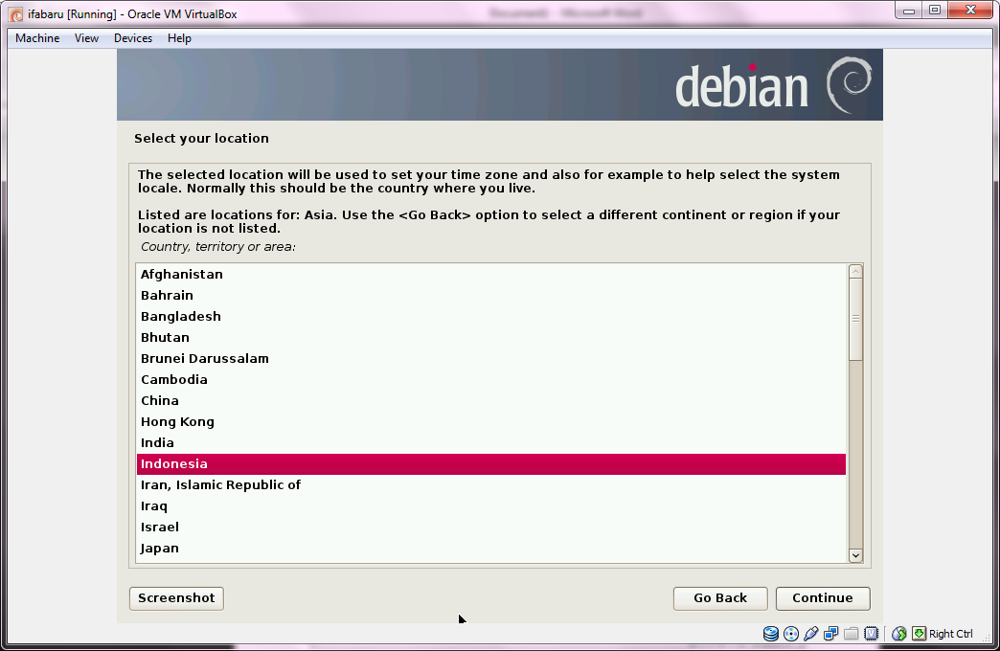 Document1 - Microsoft Word
ifabaru [Running] - Oracle VM VirtualBox
Machine View Devices Help
debian
Select your location
The selected location will be used to set your time zone and also for example to help select the system
locale. Normally this should be the country where you live.
Listed are locations for: Asia. Use the <Go Back> option to select a different continent or region if your
location is not listed.
Country, territory or area:
Afghanistan
Bahrain
Bangladesh
Bhutan
Brunei Darussalam
Cambodia
China
Hong Kong
India
Indonesia
Iran, Islamic Republic of
Iraq
Israel
Japan
Screenshot Go Back Continue
Right Ctrl